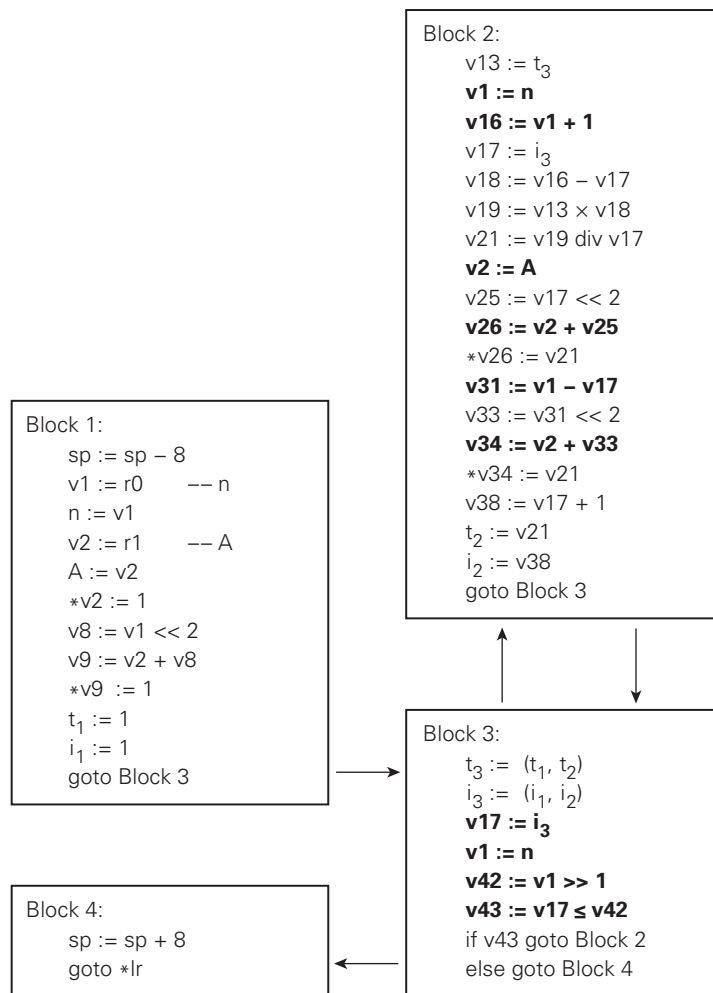 Block 1:
sp := sp – 8
v1 := r0 –– n
n := v1
v2 := r1 –– A
A := v2
*v2 := 1
v8 := v1 << 2
v9 := v2 + v8
*v9 := 1
t₁ := 1
i₁ := 1
goto Block 3
Block 2:
v13 := t₃
v1 := n
v16 := v1 + 1
v17 := i₃
v18 := v16 – v17
v19 := v13 × v18
v21 := v19 div v17
v2 := A
v25 := v17 << 2
v26 := v2 + v25
*v26 := v21
v31 := v1 – v17
v33 := v31 << 2
v34 := v2 + v33
*v34 := v21
v38 := v17 + 1
t₂ := v21
i₂ := v38
goto Block 3
Block 3:
t₃ := (t₁, t₂)
i₃ := (i₁, i₂)
v17 := i₃
v1 := n
v42 := v1 >> 1
v43 := v17 ≤ v42
if v43 goto Block 2
else goto Block 4
Block 4:
sp := sp + 8
goto *lr